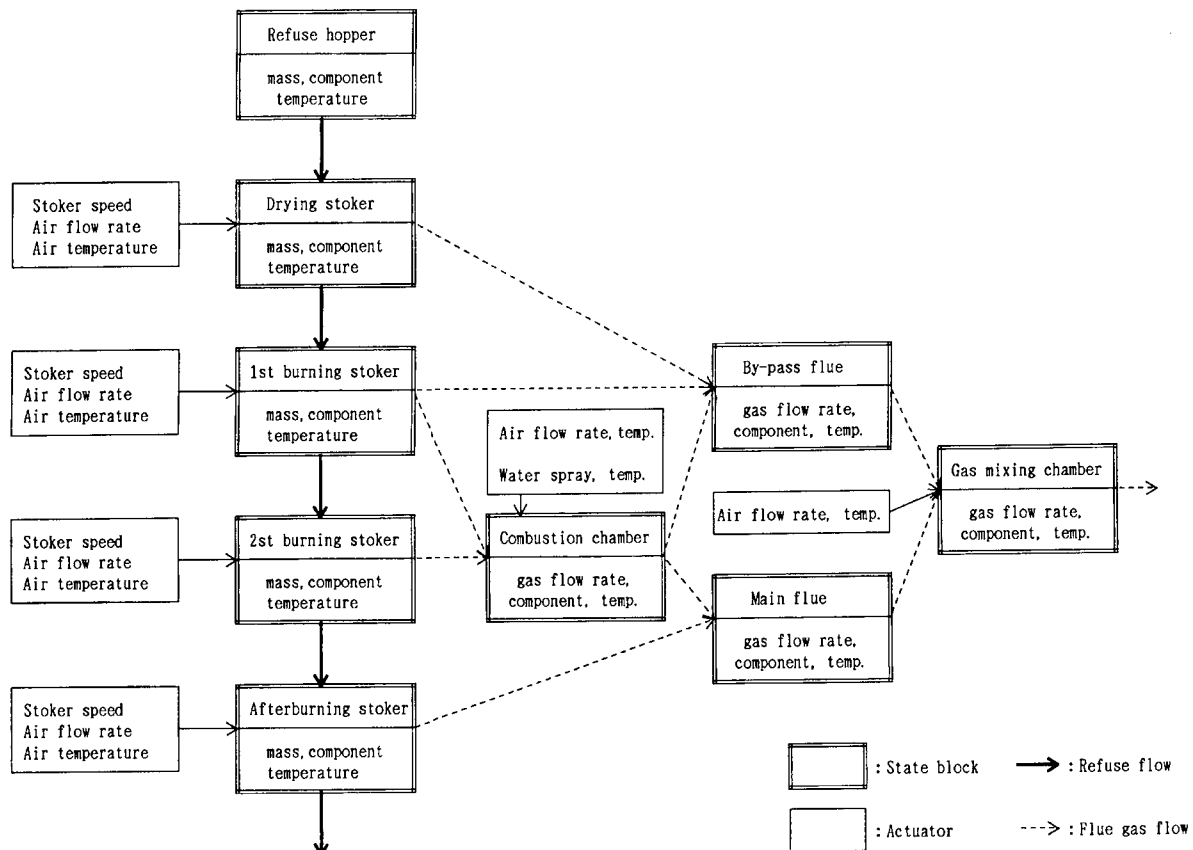 Refuse hopper
mass, component
temperature
Stoker speed
Air flow rate
Air temperature
Drying stoker
mass, component
temperature
Stoker speed
Air flow rate
Air temperature
1st burning stoker
mass, component
temperature
By-pass flue
gas flow rate,
component, temp.
Air flow rate, temp.
Water spray, temp.
Gas mixing chamber
gas flow rate,
component, temp.
Air flow rate, temp.
Stoker speed
Air flow rate
Air temperature
2st burning stoker
mass, component
temperature
Combustion chamber
gas flow rate,
component, temp.
Main flue
gas flow rate,
component, temp.
Stoker speed
Air flow rate
Air temperature
Afterburning stoker
mass, component
temperature
: State block
: Refuse flow
: Actuator
: Flue gas flow